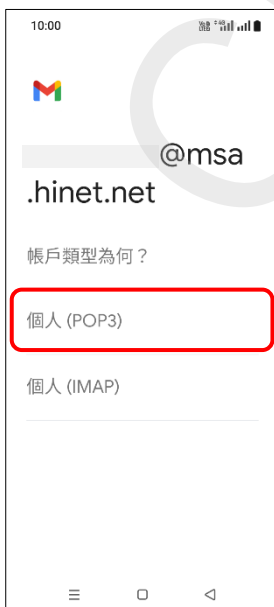 10:00
@msa
.hinet.net
帳戶類型為何？
個人 (POP3)
個人 (IMAP)